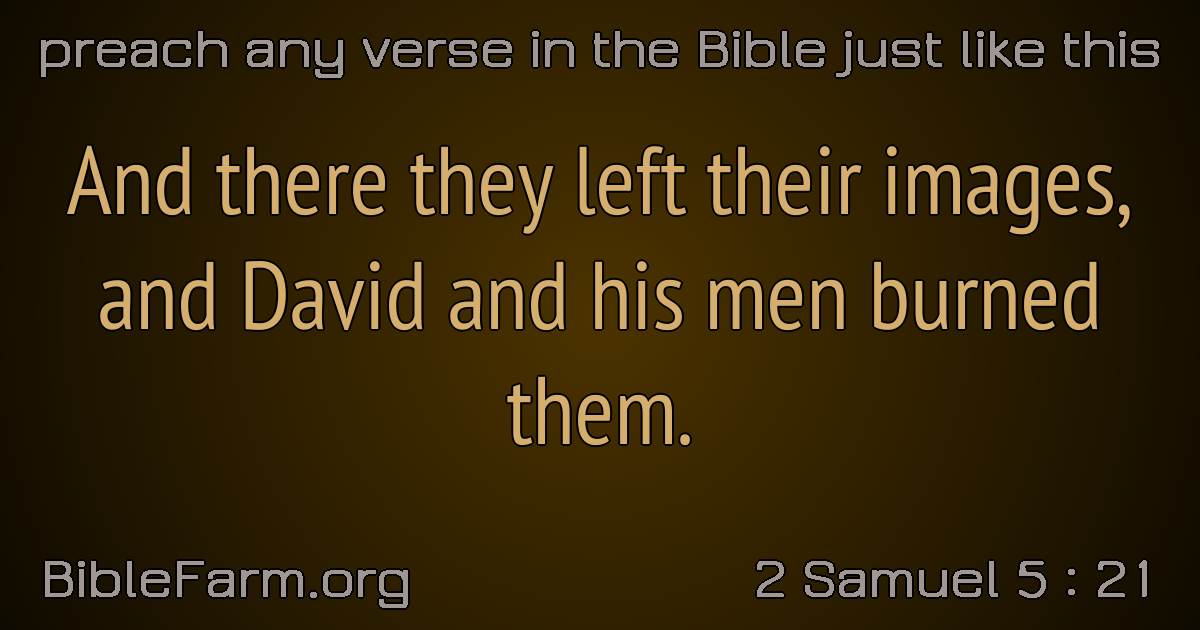 preach any verse in the Bible just like this
And there they left their images,
and David and his men burned
them.
BibleFarm.org
2 Samuel 5 : 21